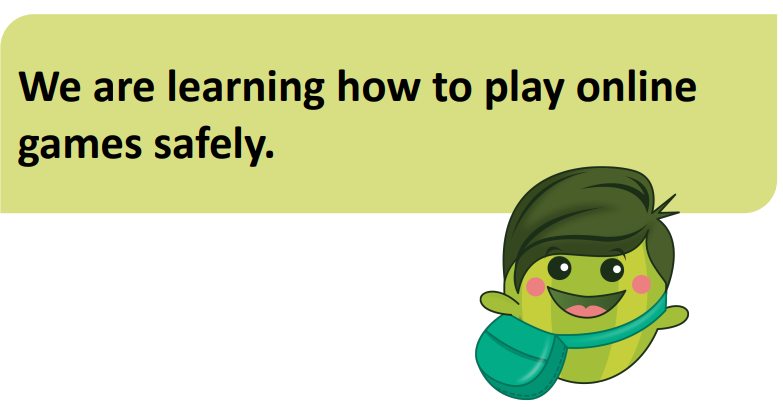 We are learning how to play online
games safely.